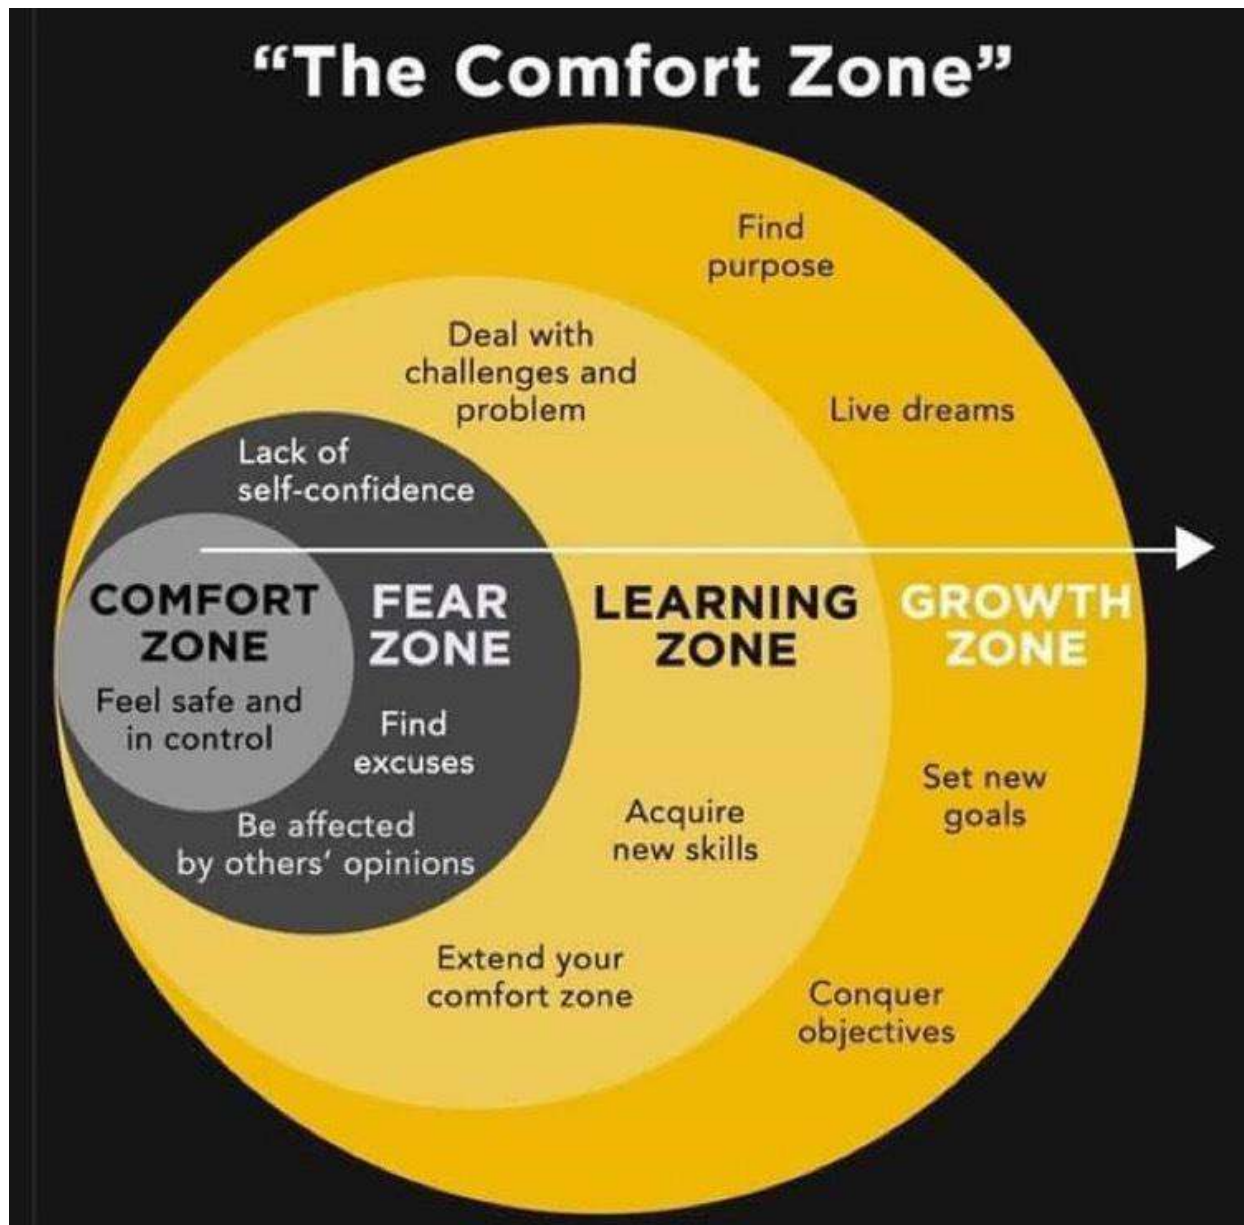 “The Comfort Zone”
Find
purpose
Deal with
challenges and
problem
Live dreams
Lack of
self-confidence
COMFORT
ZONE
Feel safe and
in control
FEAR
ZONE
Find
excuses
Be affected
by others’ opinions
LEARNING
ZONE
Acquire
new skills
Extend your
comfort zone
GROWTH
ZONE
Set new
goals
Conquer
objectives